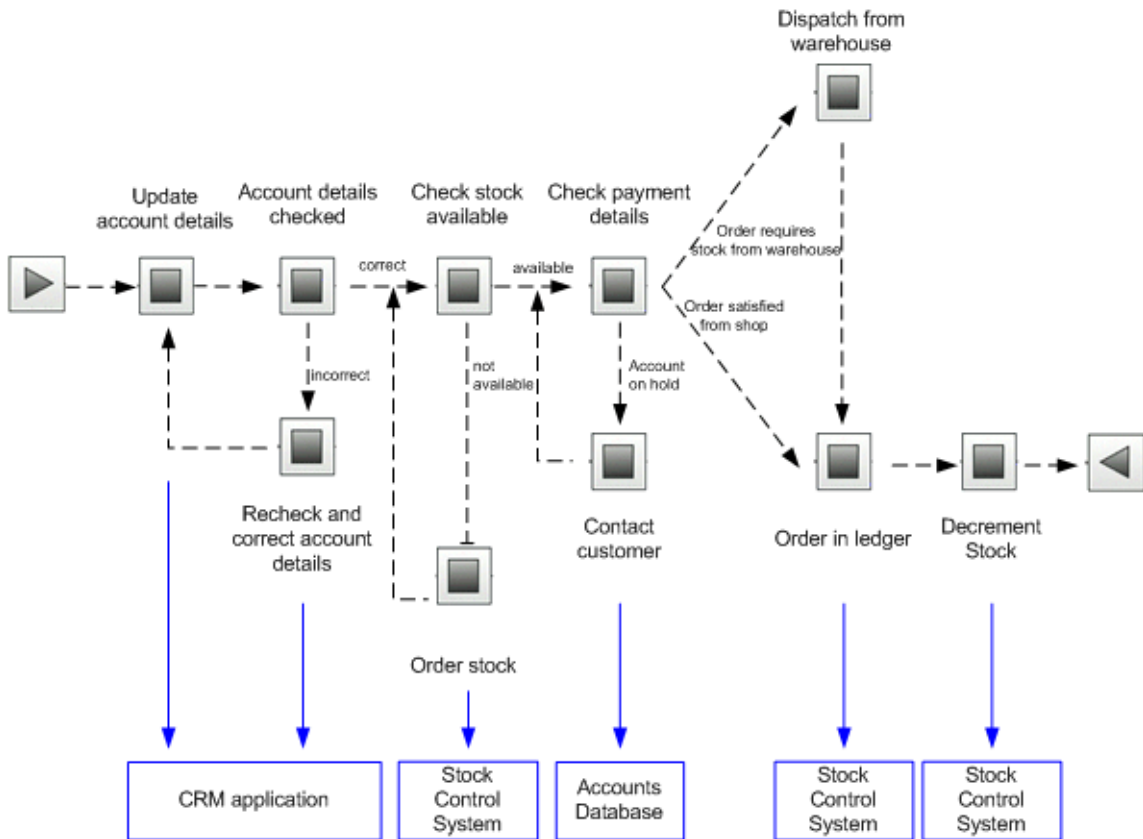 Dispatch from
warehouse
Update
account details
Account details
checked
Check stock
available
Check payment
details
Order requires
stock from warehouse
correct
available
Order satisfied
from shop
incorrect
not
available
Account
on hold
Recheck and
correct account
details
Contact
customer
Order in ledger
Decrement
Stock
Order stock
CRM application
Stock
Control
System
Accounts
Database
Stock
Control
System
Stock
Control
System